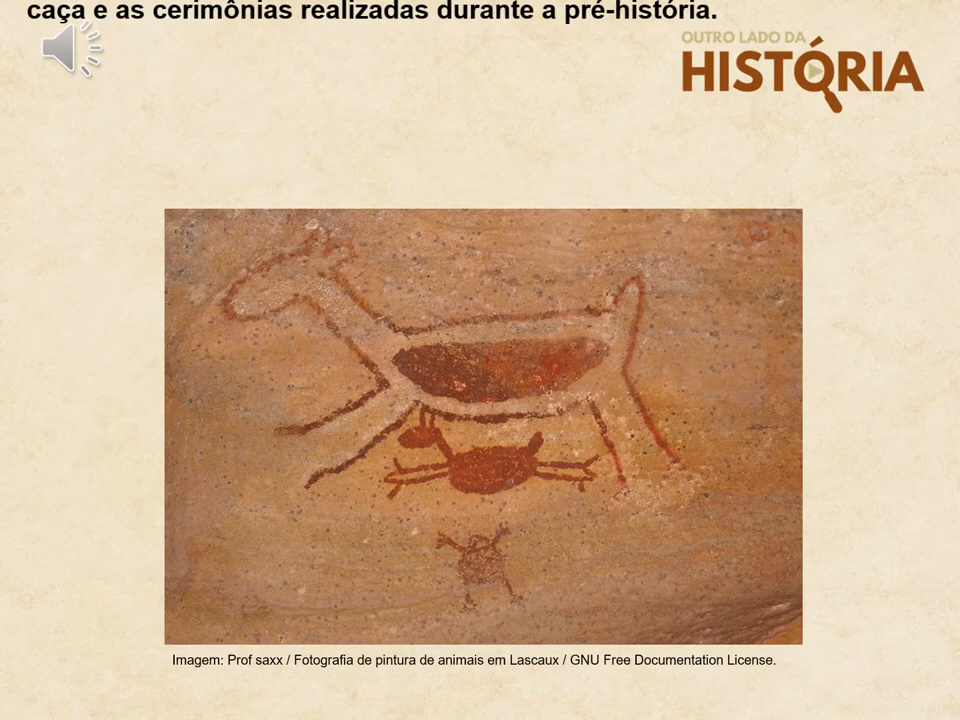 caça e as cerimônias realizadas durante a pré-história.
OUTRO LADO DA
HISTÓRIA
Imagem: Prof saxx / Fotografia de pintura de animais em Lascaux / GNU Free Documentation License.